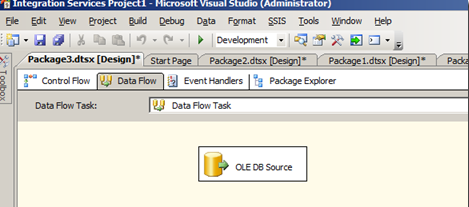 Integration Services Project1 - Microsoft Visual Studio (Administrator)
File Edit View Project Build Debug Data Format SSIS Tools Window Help
Development
Package3.dtsx [Design]* Start Page Package2.dtsx [Design]* Package1.dtsx [Design]* Packa
Toolbox
Control Flow Data Flow Event Handlers Package Explorer
Data Flow Task: Data Flow Task
OLE DB Source